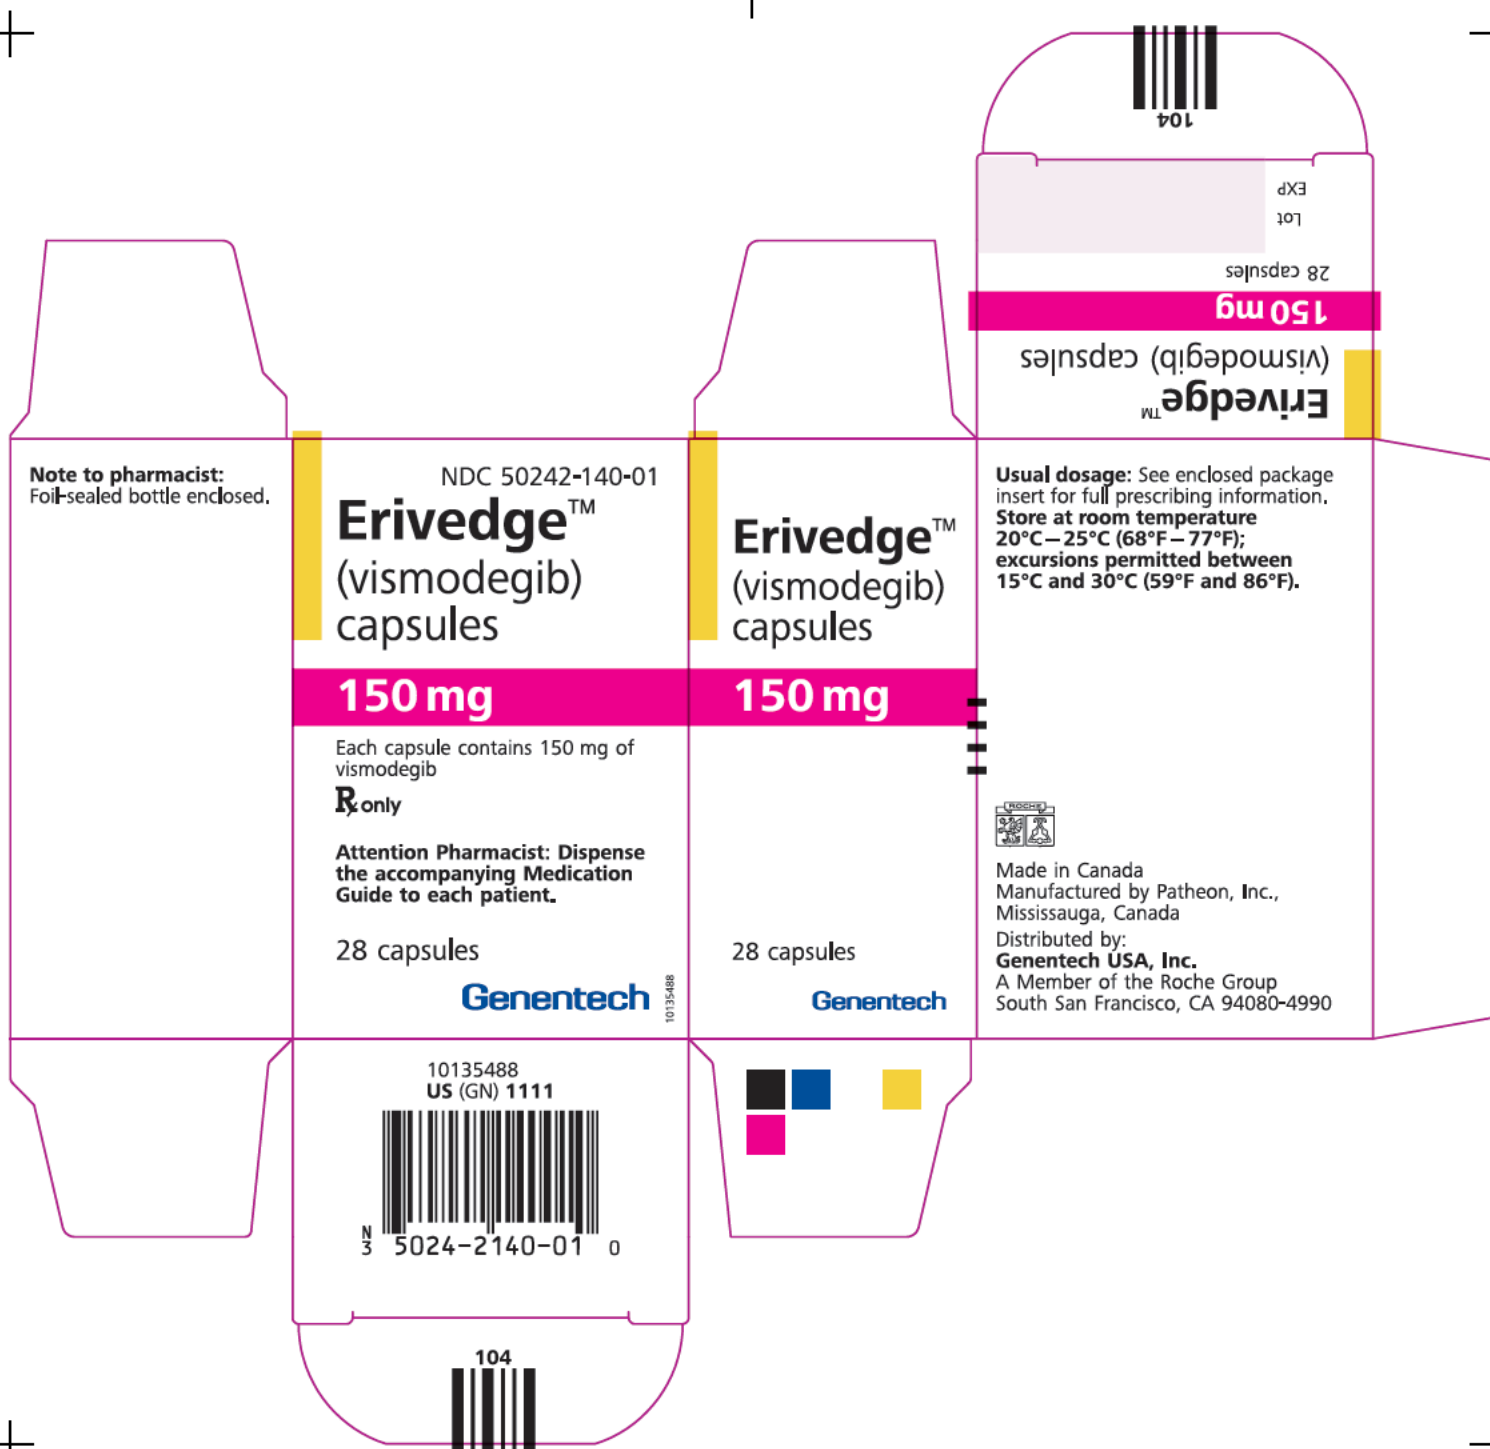 104
EXP
Lot
28 capsules
150 mg
(vismodegib) capsules
Erivedge™
Note to pharmacist:
Foil-sealed bottle enclosed.
NDC 50242-140-01
Erivedge™
(vismodegib)
capsules
150 mg
Each capsule contains 150 mg of
vismodegib
Rx only
Attention Pharmacist: Dispense
the accompanying Medication
Guide to each patient.
28 capsules
Genentech
10135488
Erivedge™
(vismodegib)
capsules
150 mg
28 capsules
Genentech
Usual dosage: See enclosed package
insert for full prescribing information.
Store at room temperature
20°C–25°C (68°F–77°F);
excursions permitted between
15°C and 30°C (59°F and 86°F).
ROCHE
Made in Canada
Manufactured by Patheon, Inc.,
Mississauga, Canada
Distributed by:
Genentech USA, Inc.
A Member of the Roche Group
South San Francisco, CA 94080-4990
10135488
US (GN) 1111
N
3 5024-2140-01 0
104